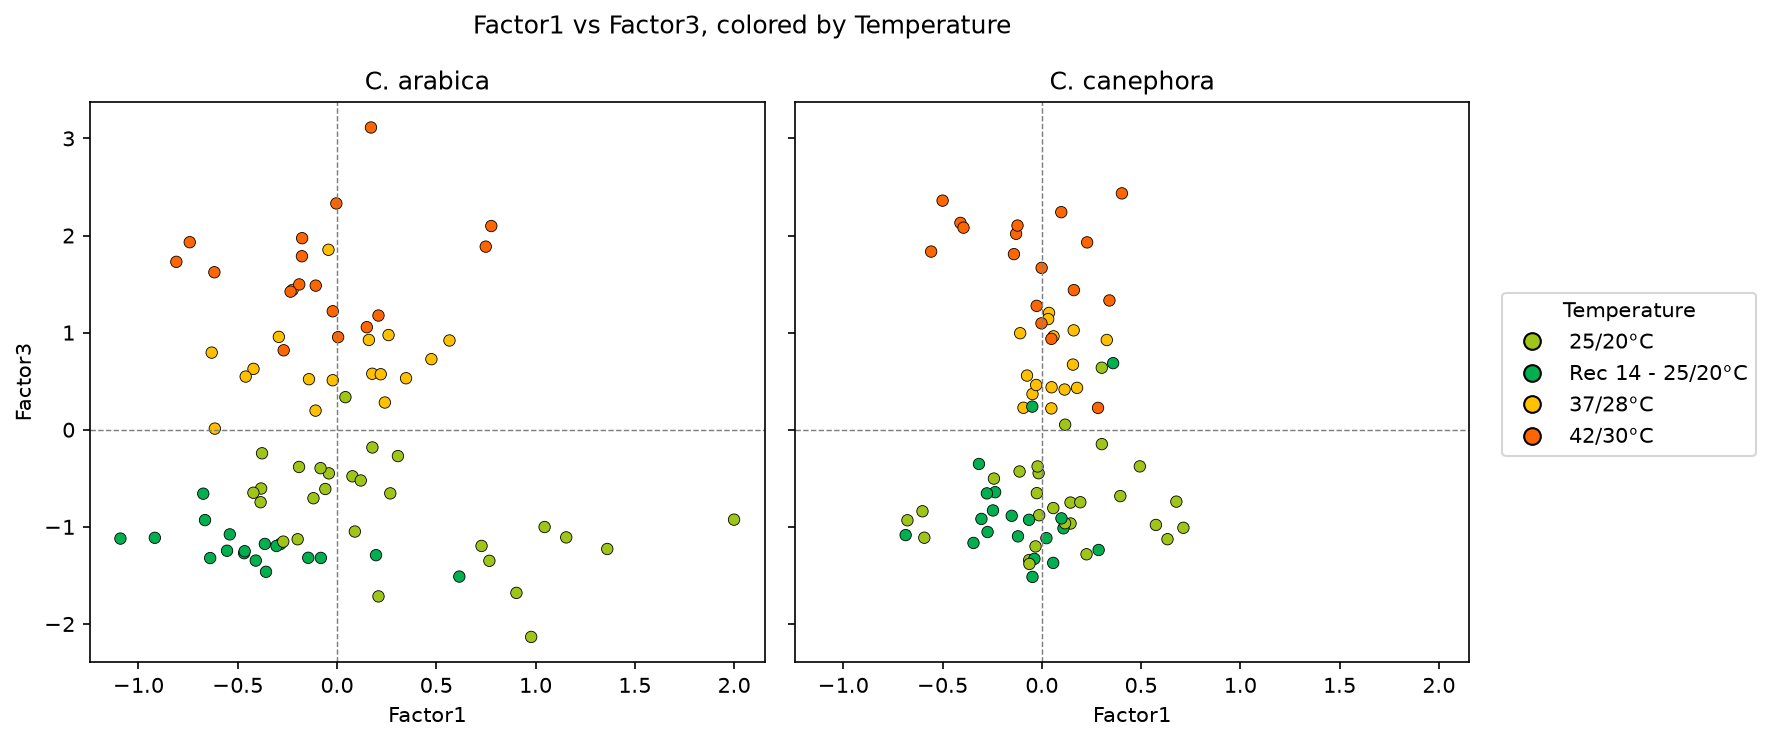 Factor1 vs Factor3, colored by Temperature
C. arabica
C. canephora
Factor3
3
2
1
0
−1
−2
−1.0 −0.5 0.0 0.5 1.0 1.5 2.0
−1.0 −0.5 0.0 0.5 1.0 1.5 2.0
Factor1
Factor1
Temperature
25/20°C
Rec 14 - 25/20°C
37/28°C
42/30°C